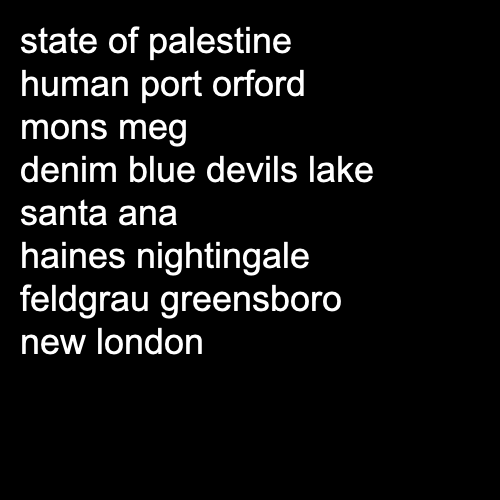 state of palestine
human port orford
mons meg
denim blue devils lake
santa ana
haines nightingale
feldgrau greensboro
new london